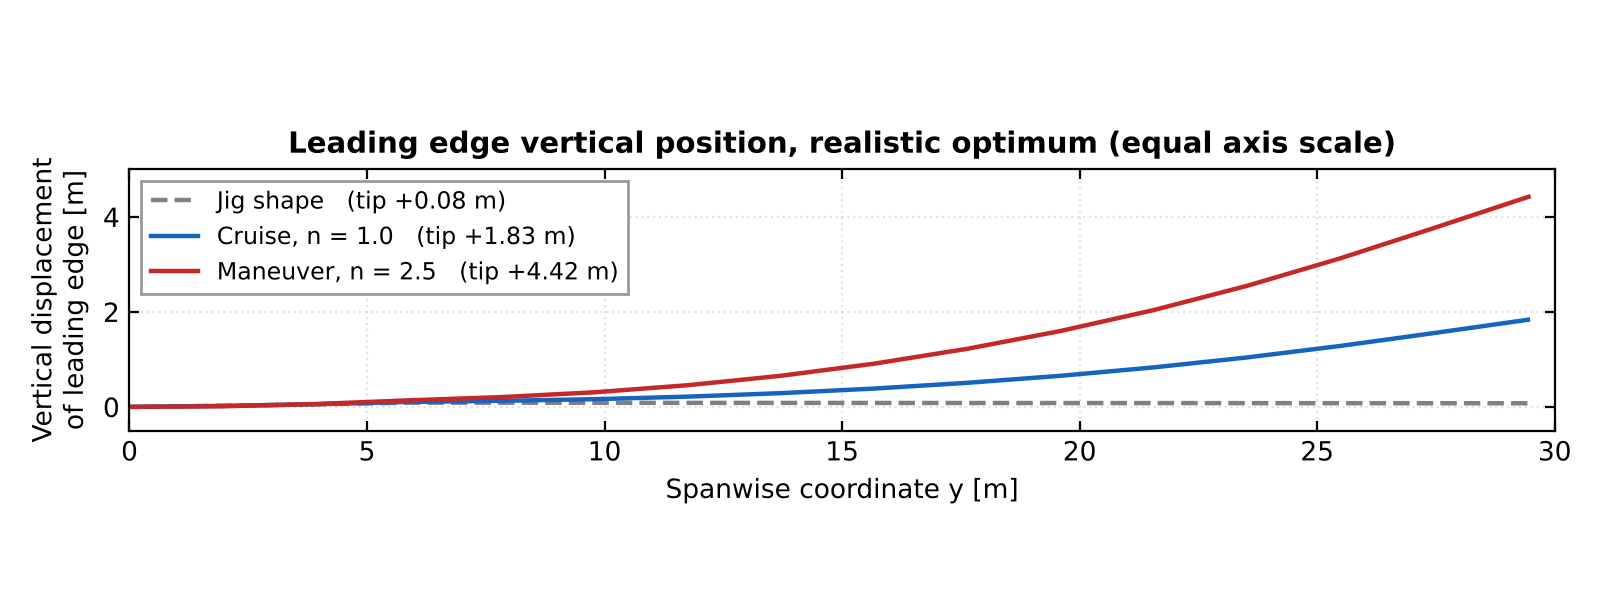 Leading edge vertical position, realistic optimum (equal axis scale)
Vertical displacement
of leading edge [m]
4
2
0
Jig shape (tip +0.08 m)
Cruise, n = 1.0 (tip +1.83 m)
Maneuver, n = 2.5 (tip +4.42 m)
0 5 10 15 20 25 30
Spanwise coordinate y [m]